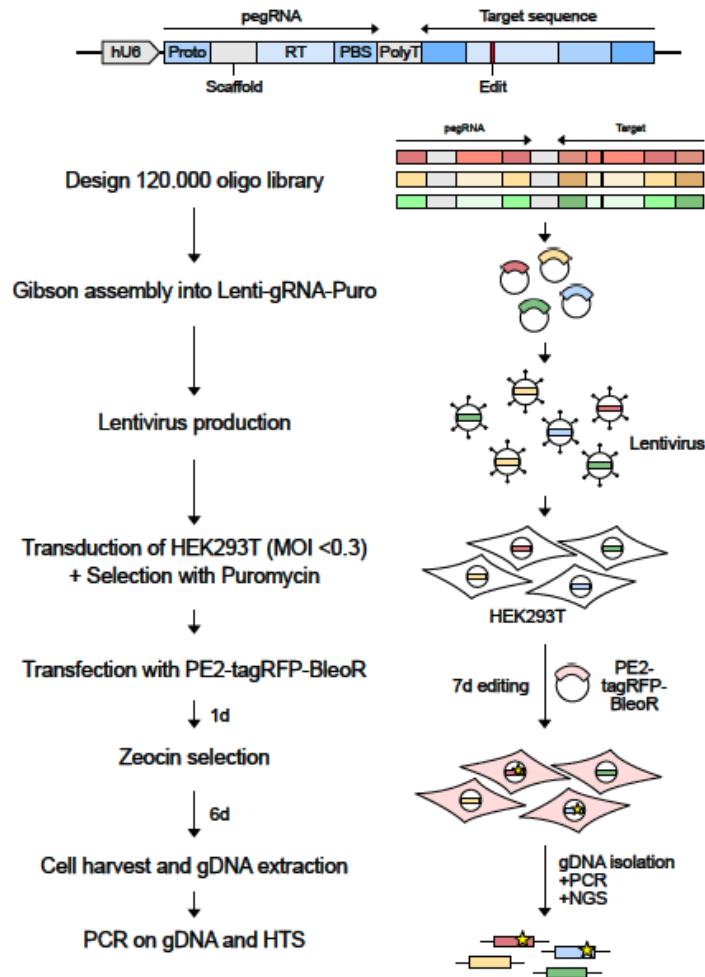 pegRNA
Target sequence
hU6
Proto
RT
PBS
PolyT
Scaffold
Edit
pegRNA
Target
Design 120.000 oligo library
Gibson assembly into Lenti-gRNA-Puro
Lentivirus production
Lentivirus
Transduction of HEK293T (MOI <0.3)
+ Selection with Puromycin
HEK293T
Transfection with PE2-tagRFP-BleoR
7d editing
PE2-
tagRFP-
BleoR
1d
Zeocin selection
6d
Cell harvest and gDNA extraction
gDNA isolation
+PCR
+NGS
PCR on gDNA and HTS